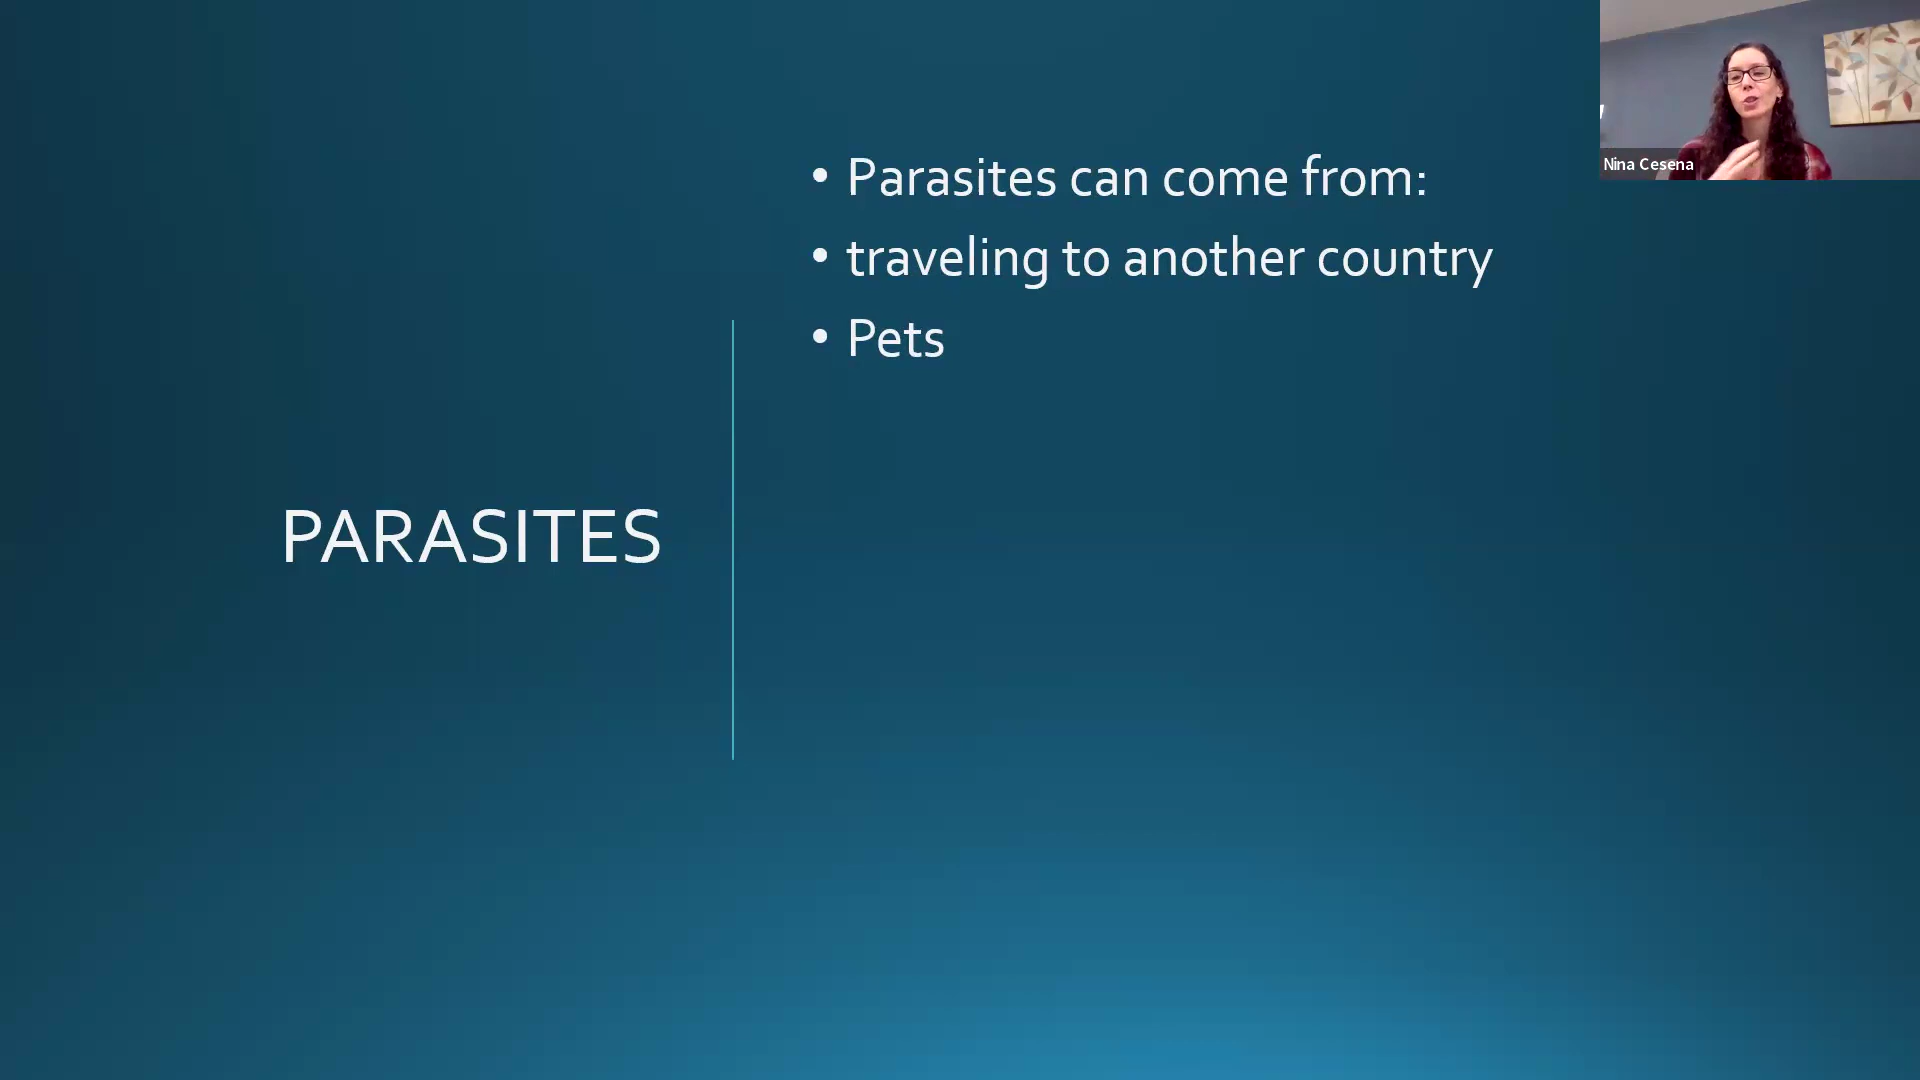 PARASITES
• Parasites can come from:
• traveling to another country
• Pets
Nina Cesena